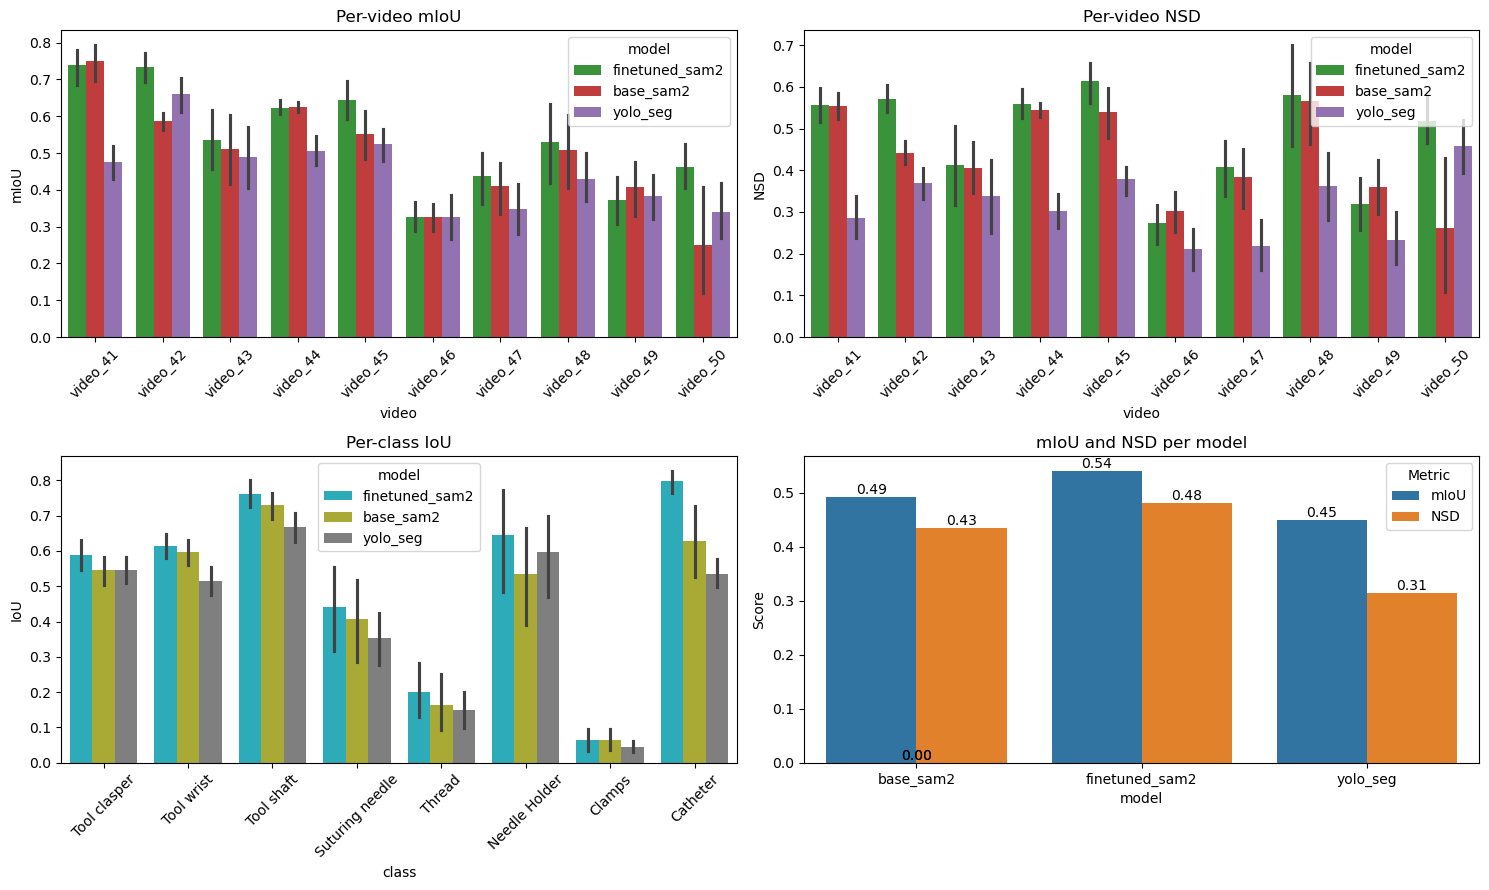 Per-video mIoU
mIoU
0.8
0.7
0.6
0.5
0.4
0.3
0.2
0.1
0.0
model
finetuned_sam2
base_sam2
yolo_seg
video_41
video_42
video_43
video_44
video_45
video_46
video_47
video_48
video_49
video_50
video
Per-video NSD
NSD
0.7
0.6
0.5
0.4
0.3
0.2
0.1
0.0
model
finetuned_sam2
base_sam2
yolo_seg
video_41
video_42
video_43
video_44
video_45
video_46
video_47
video_48
video_49
video_50
video
Per-class IoU
IoU
0.8
0.7
0.6
0.5
0.4
0.3
0.2
0.1
0.0
model
finetuned_sam2
base_sam2
yolo_seg
Tool clasper
Tool wrist
Tool shaft
Suturing needle
Thread
Needle Holder
Clamps
Catheter
class
mIoU and NSD per model
Score
0.5
0.4
0.3
0.2
0.1
0.0
Metric
mIoU
NSD
0.49
0.43
0.54
0.48
0.45
0.31
0.00
base_sam2
finetuned_sam2
yolo_seg
model